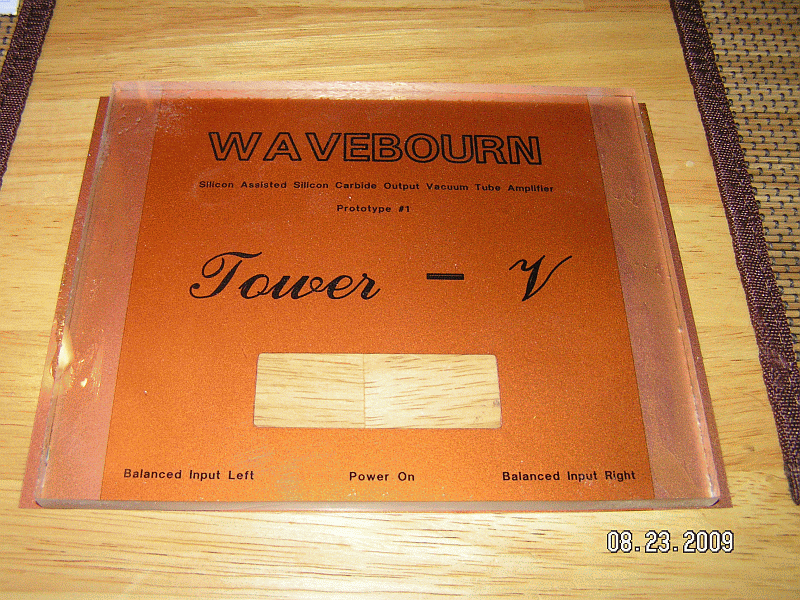 WAVEBOURN
Silicon Assisted Silicon Carbide Output Vacuum Tube Amplifier
Prototype #1
Tower - V
Balanced Input Left Power On Balanced Input Right
08.23.2009